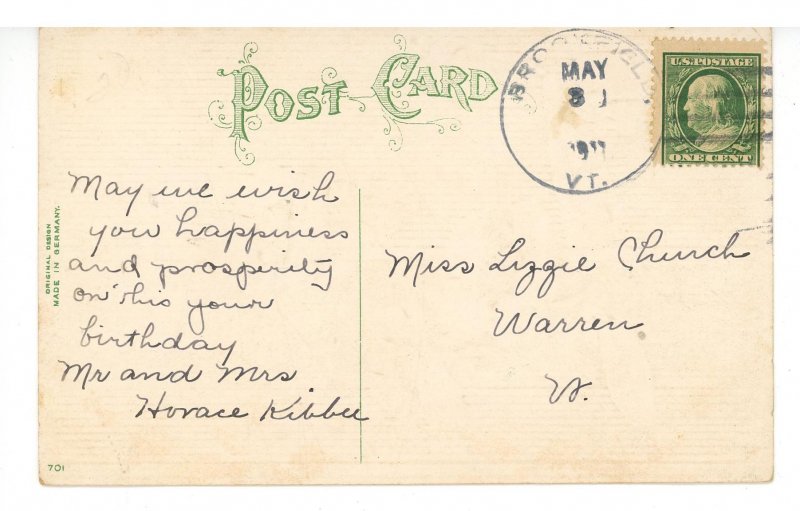 POST CARD
BROOKFIELD.
MAY
VT.
U.S. POSTAGE
ONE CENT
May we wish
you happiness
and prosperity
on this your
birthday
Mr and Mrs
Horace Kibbee
Miss Lizzie Church
Warren
Vt.
ORIGINAL DESIGN
MADE IN GERMANY.
701